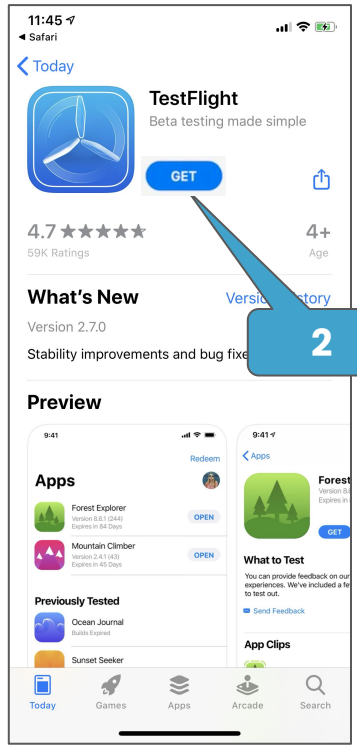 11:45
Safari
Today
TestFlight
Beta testing made simple
GET
4.7 ★★★★★
4+
59K Ratings
Age
What's New
Version 2.7.0
Stability improvements and bug
2
Preview
9:41
Redeem
Apps
Forest Explorer
Version 8.8.1 (244)
Expires in 84 Days
OPEN
Mountain Climber
Version 2.4.1 (43)
Expires in 45 Days
OPEN
Previously Tested
Ocean Journal
Builds Expired
Sunset Seeker
9:41
Apps
Forest
Expires in
GET
What to Test
You can provide feedback on our
experiences. We've included a
to test out.
Send Feedback
App Clips
Today
Games
Apps
Arcade
Search